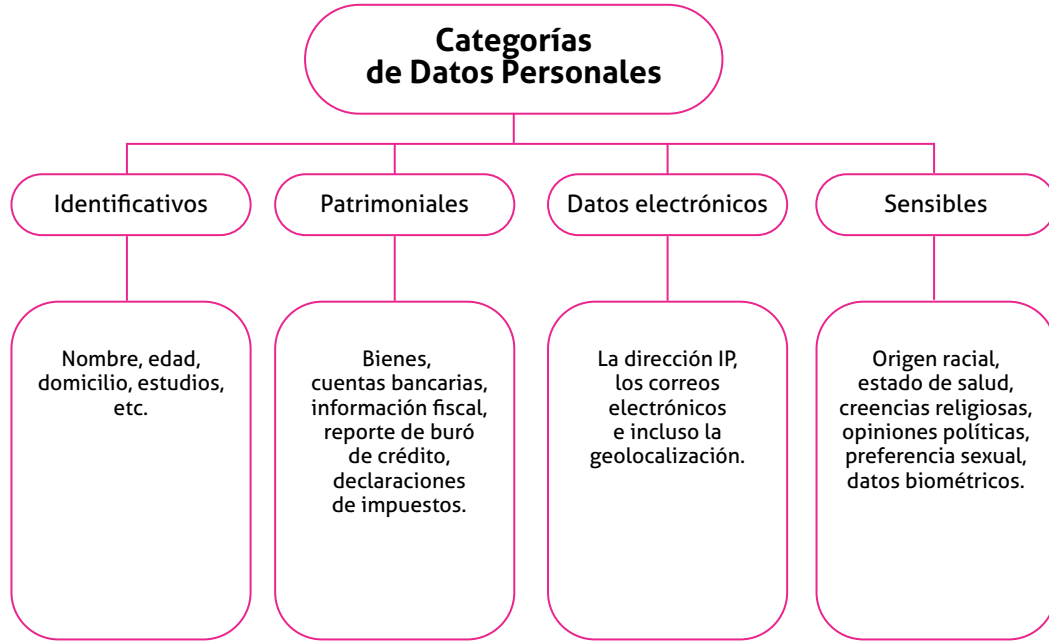 Categorías
de Datos Personales
Identificativos
Patrimoniales
Datos electrónicos
Sensibles
Nombre, edad,
domicilio, estudios,
etc.
Bienes,
cuentas bancarias,
información fiscal,
reporte de buró
de crédito,
declaraciones
de impuestos.
La dirección IP,
los correos
electrónicos
e incluso la
geolocalización.
Origen racial,
estado de salud,
creencias religiosas,
opiniones políticas,
preferencia sexual,
datos biométricos.